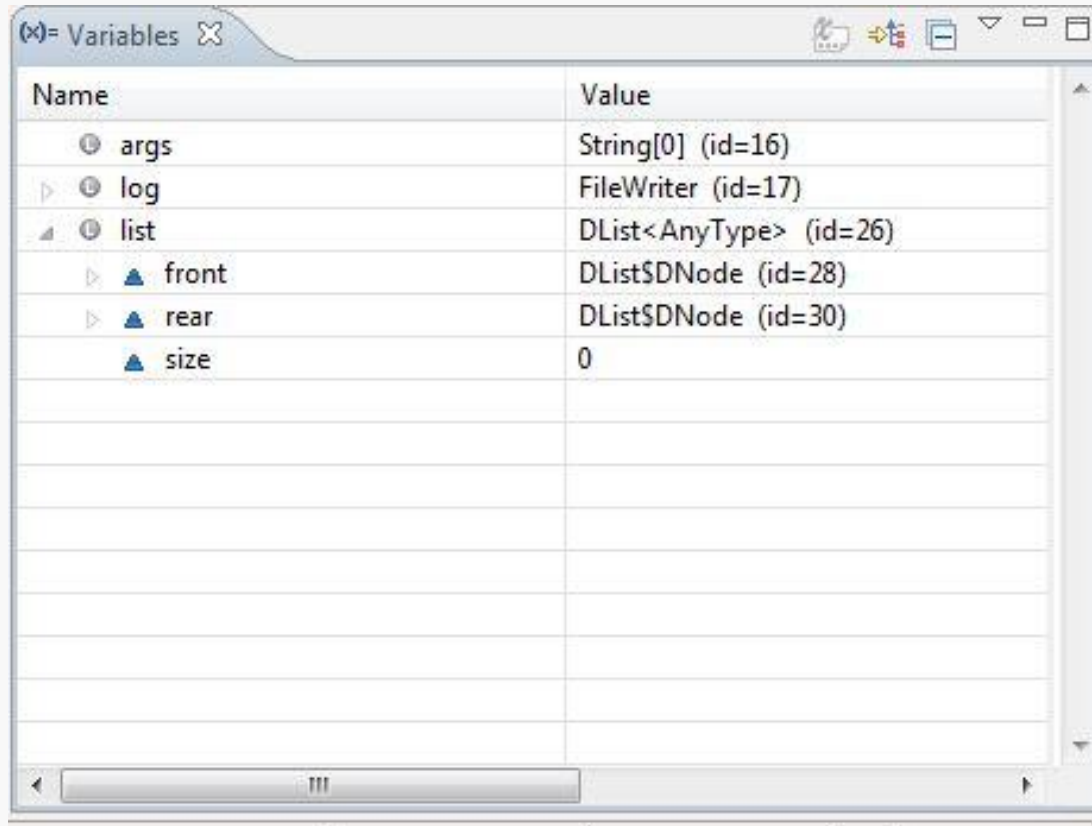 (x)= Variables
Name Value
args String[0] (id=16)
log FileWriter (id=17)
list DList<AnyType> (id=26)
front DList$DNode (id=28)
rear DList$DNode (id=30)
size 0